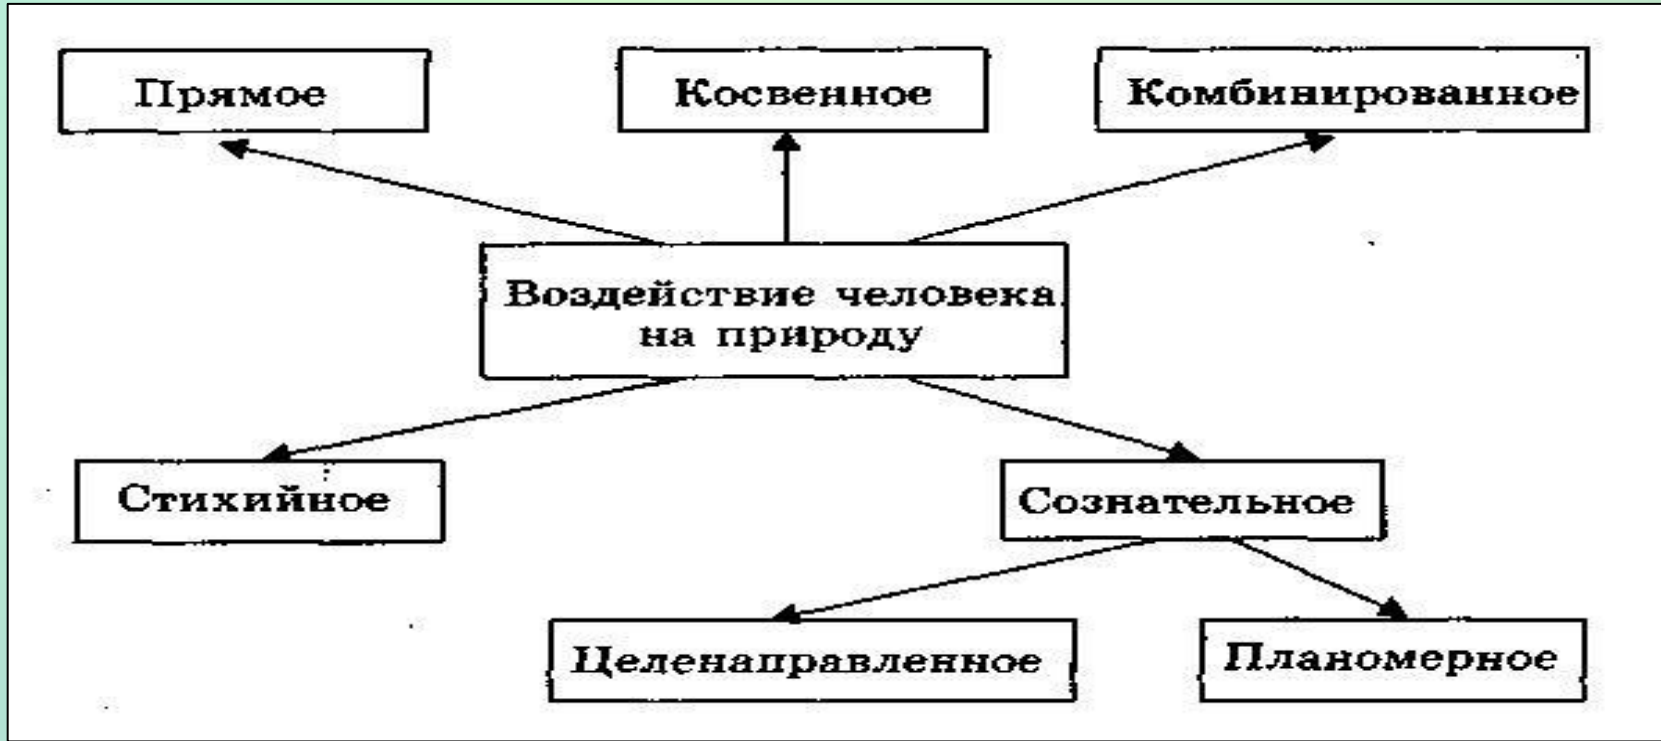 Прямое
Косвенное
Комбинированное
Воздействие человека
на природу
Стихийное
Сознательное
Целенаправленное
Планомерное